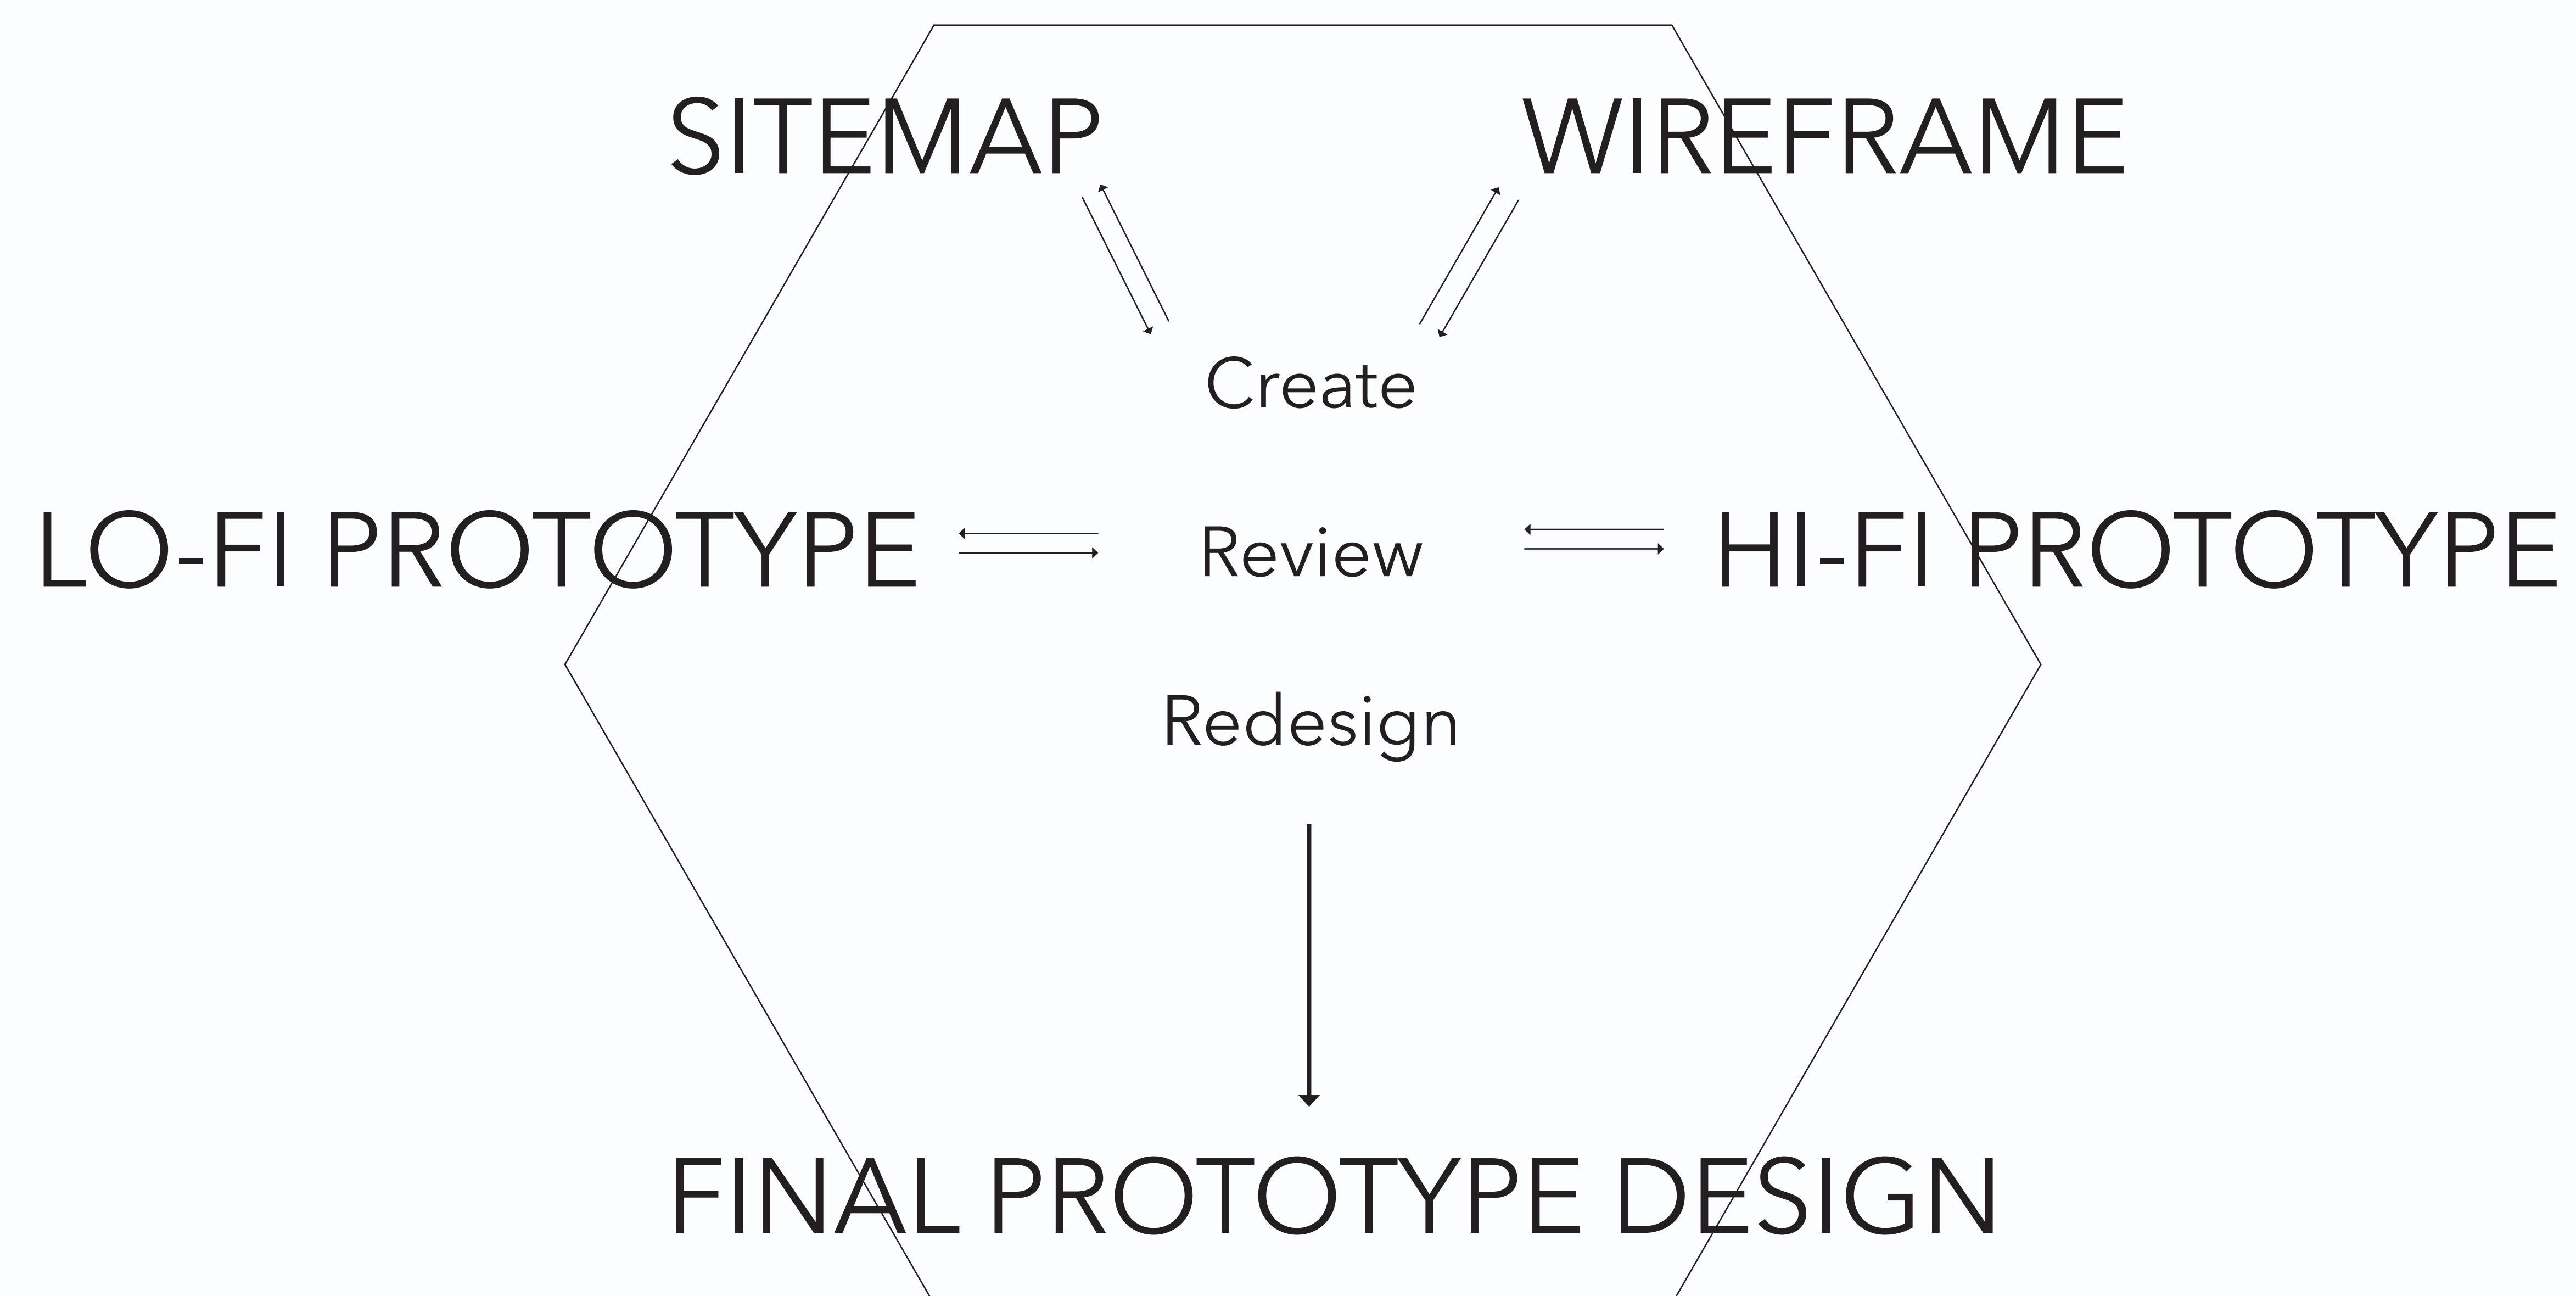 SITEMAP
WIREFRAME
Create
LO-FI PROTOTYPE
Review
HI-FI PROTOTYPE
Redesign
FINAL PROTOTYPE DESIGN